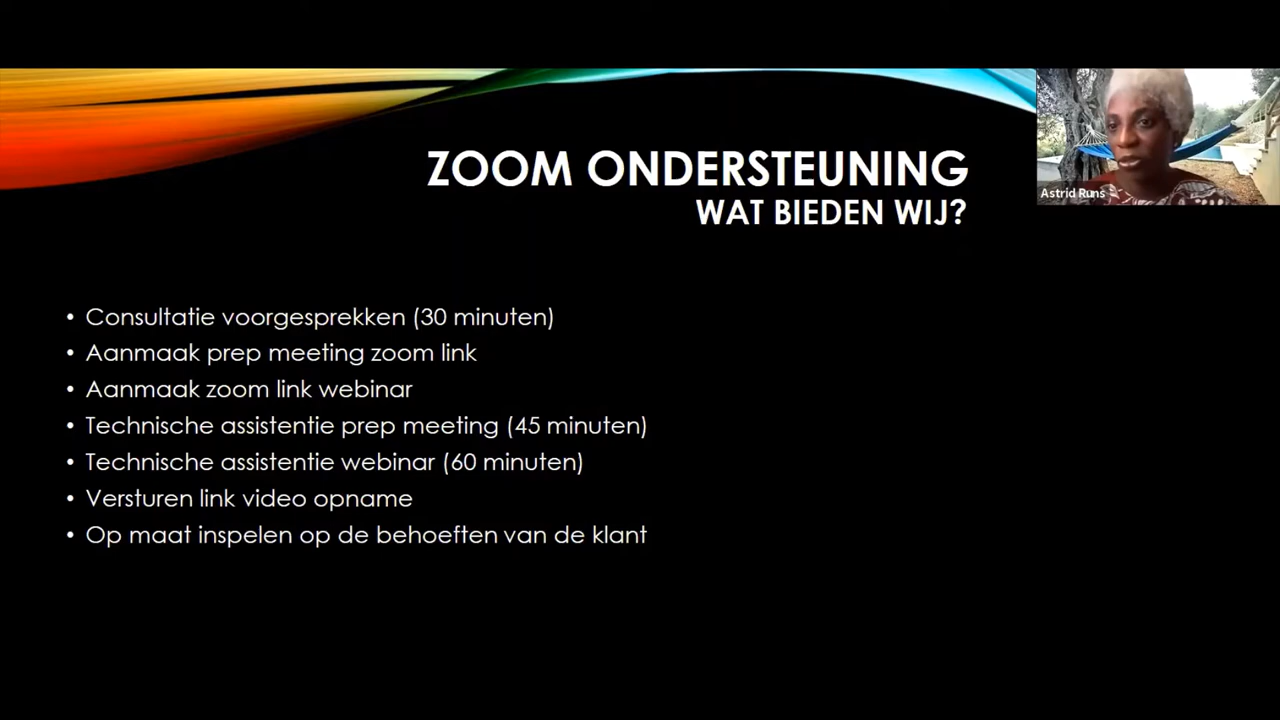 ZOOM ONDERSTEUNING
WAT BIEDEN WIJ?
Astrid Runs
• Consultatie voorgesprekken (30 minuten)
• Aanmaak prep meeting zoom link
• Aanmaak zoom link webinar
• Technische assistentie prep meeting (45 minuten)
• Technische assistentie webinar (60 minuten)
• Versturen link video opname
• Op maat inspelen op de behoeften van de klant